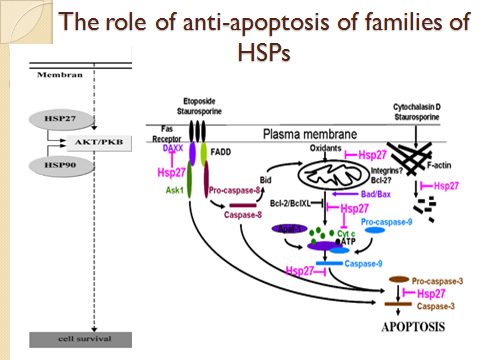 The role of anti-apoptosis of families of
HSPs
Membran
HSP27
AKT/PKB
HSP90
cell survival
Etoposide
Staurosporine
Cytochalasin D
Staurosporine
Fas
Receptor
Plasma membrane
DAXX
FADD
Oxidants
Hsp27
F-actin
Hsp27
Integrins?
Bcl-2?
Hsp27
Ask1
Pro-caspase-8
Bid
Bad/Bax
Caspase-8
Bcl-2/BclXL
Hsp27
Pro-caspase-9
Apaf-1
Cyt c
ATP
Caspase-9
Hsp27
Pro-caspase-3
Hsp27
Caspase-3
APOPTOSIS